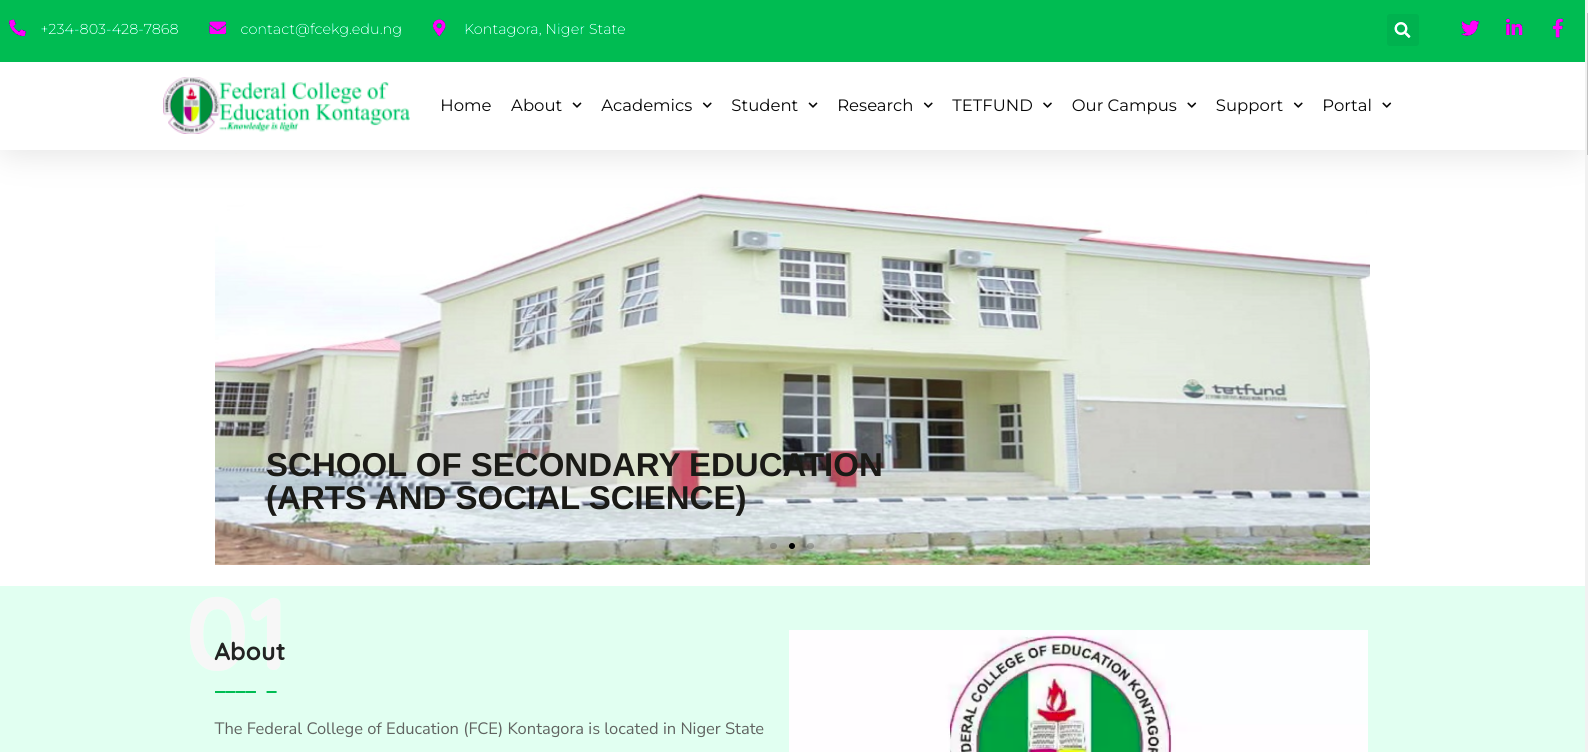 +234-803-428-7868
contact@fcekg.edu.ng
Kontagora, Niger State
Federal College of
Education Kontagora
...Knowledge is light
Home
About
Academics
Student
Research
TETFUND
Our Campus
Support
Portal
tetfund
tetfund
SCHOOL OF SECONDARY EDUCATION
(ARTS AND SOCIAL SCIENCE)
01
About
The Federal College of Education (FCE) Kontagora is located in Niger State
COLLEGE OF EDUCATION KONTAGO